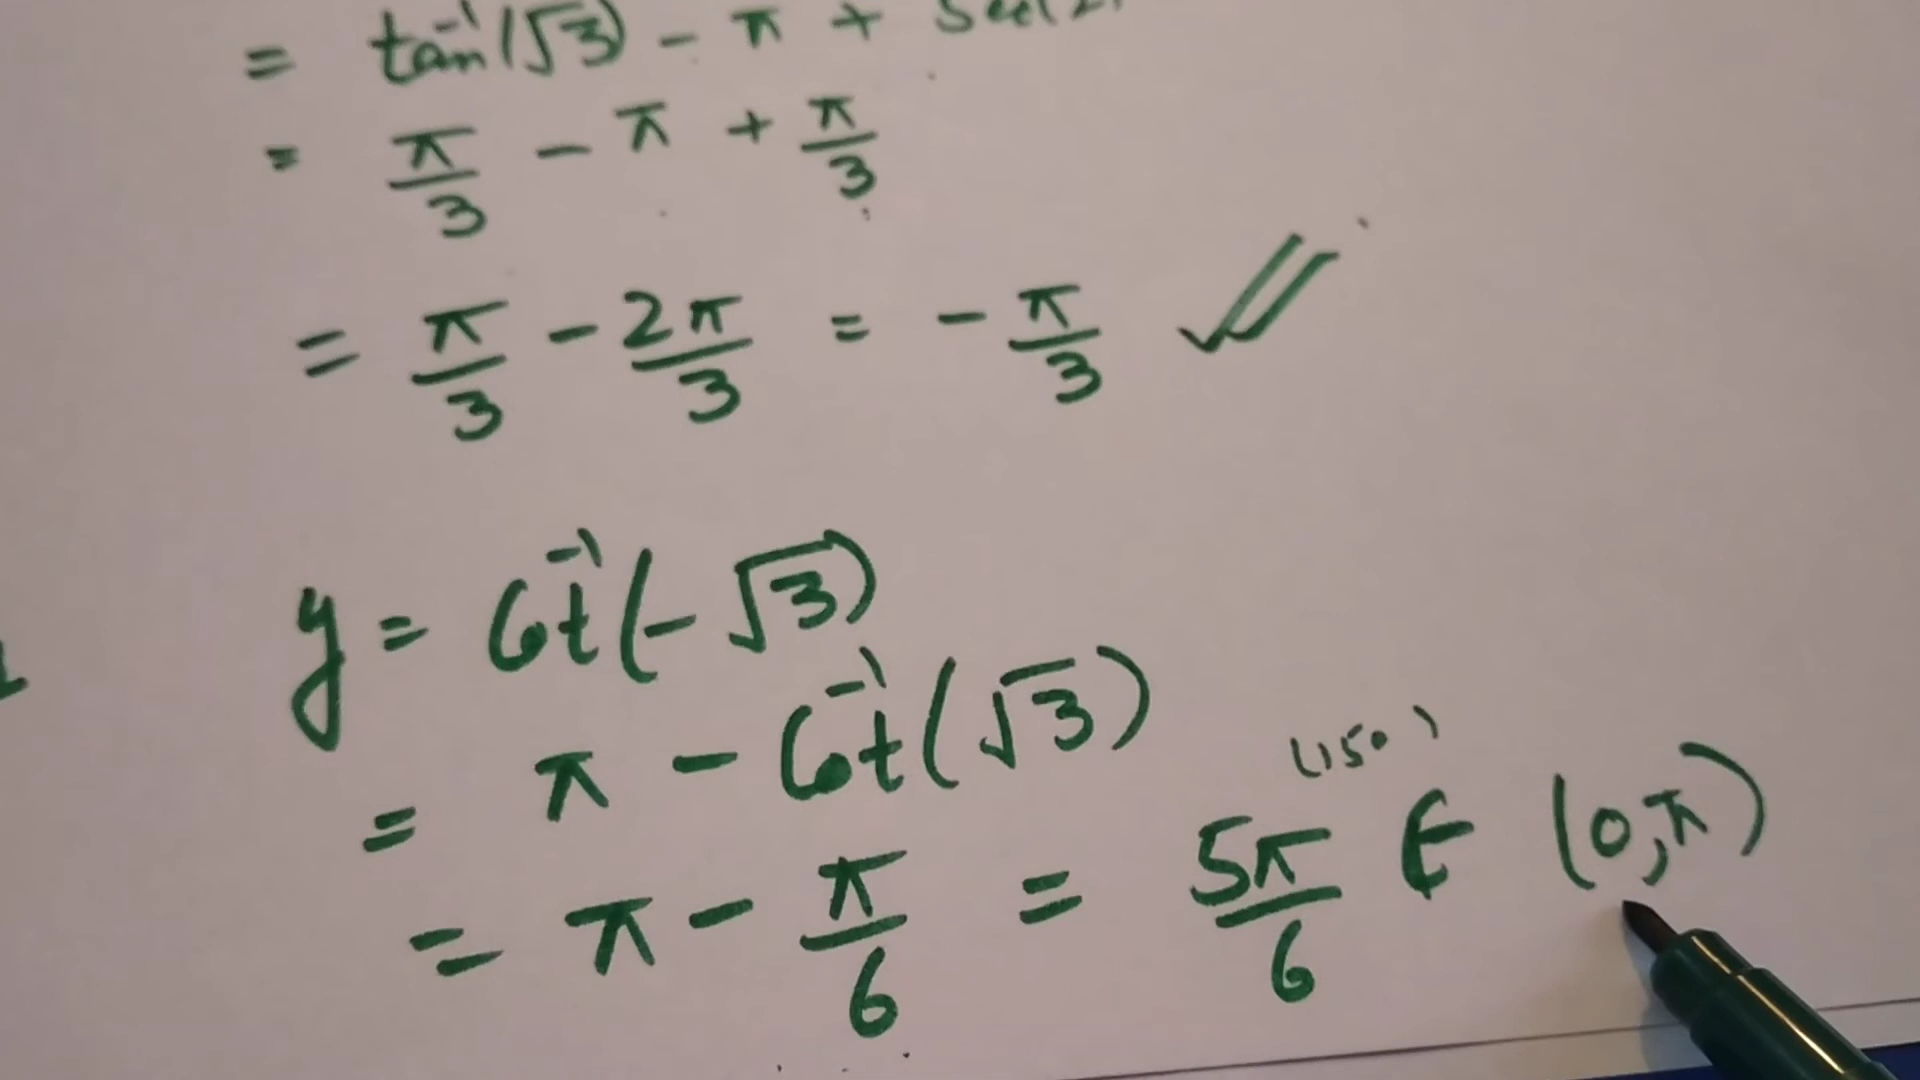 = tan⁻¹(√3) - π + Sec
= π/3 - π + π/3
= π/3 - 2π/3 = - π/3
y = Cot⁻¹(-√3)
= π - Cot⁻¹(√3)
(150°)
= π - π/6 = 5π/6 ∈ (0,π)